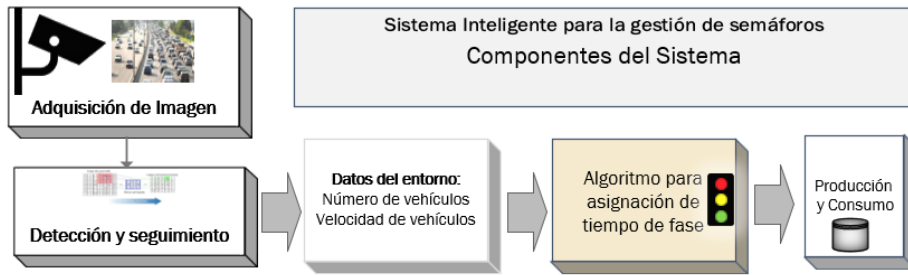 Sistema Inteligente para la gestión de semáforos
Componentes del Sistema
Adquisición de Imagen
Detección y seguimiento
Datos del entorno:
Número de vehículos
Velocidad de vehículos
Algoritmo para
asignación de
tiempo de fase
Producción
y Consumo